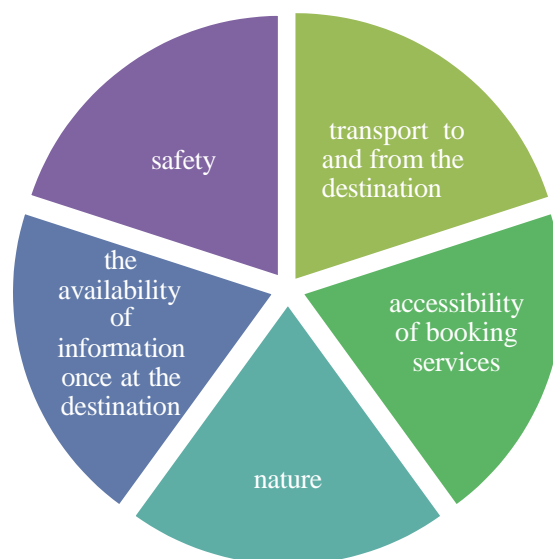 transport to
and from the
destination
accessibility
of booking
services
nature
the
availability
of
information
once at the
destination
safety